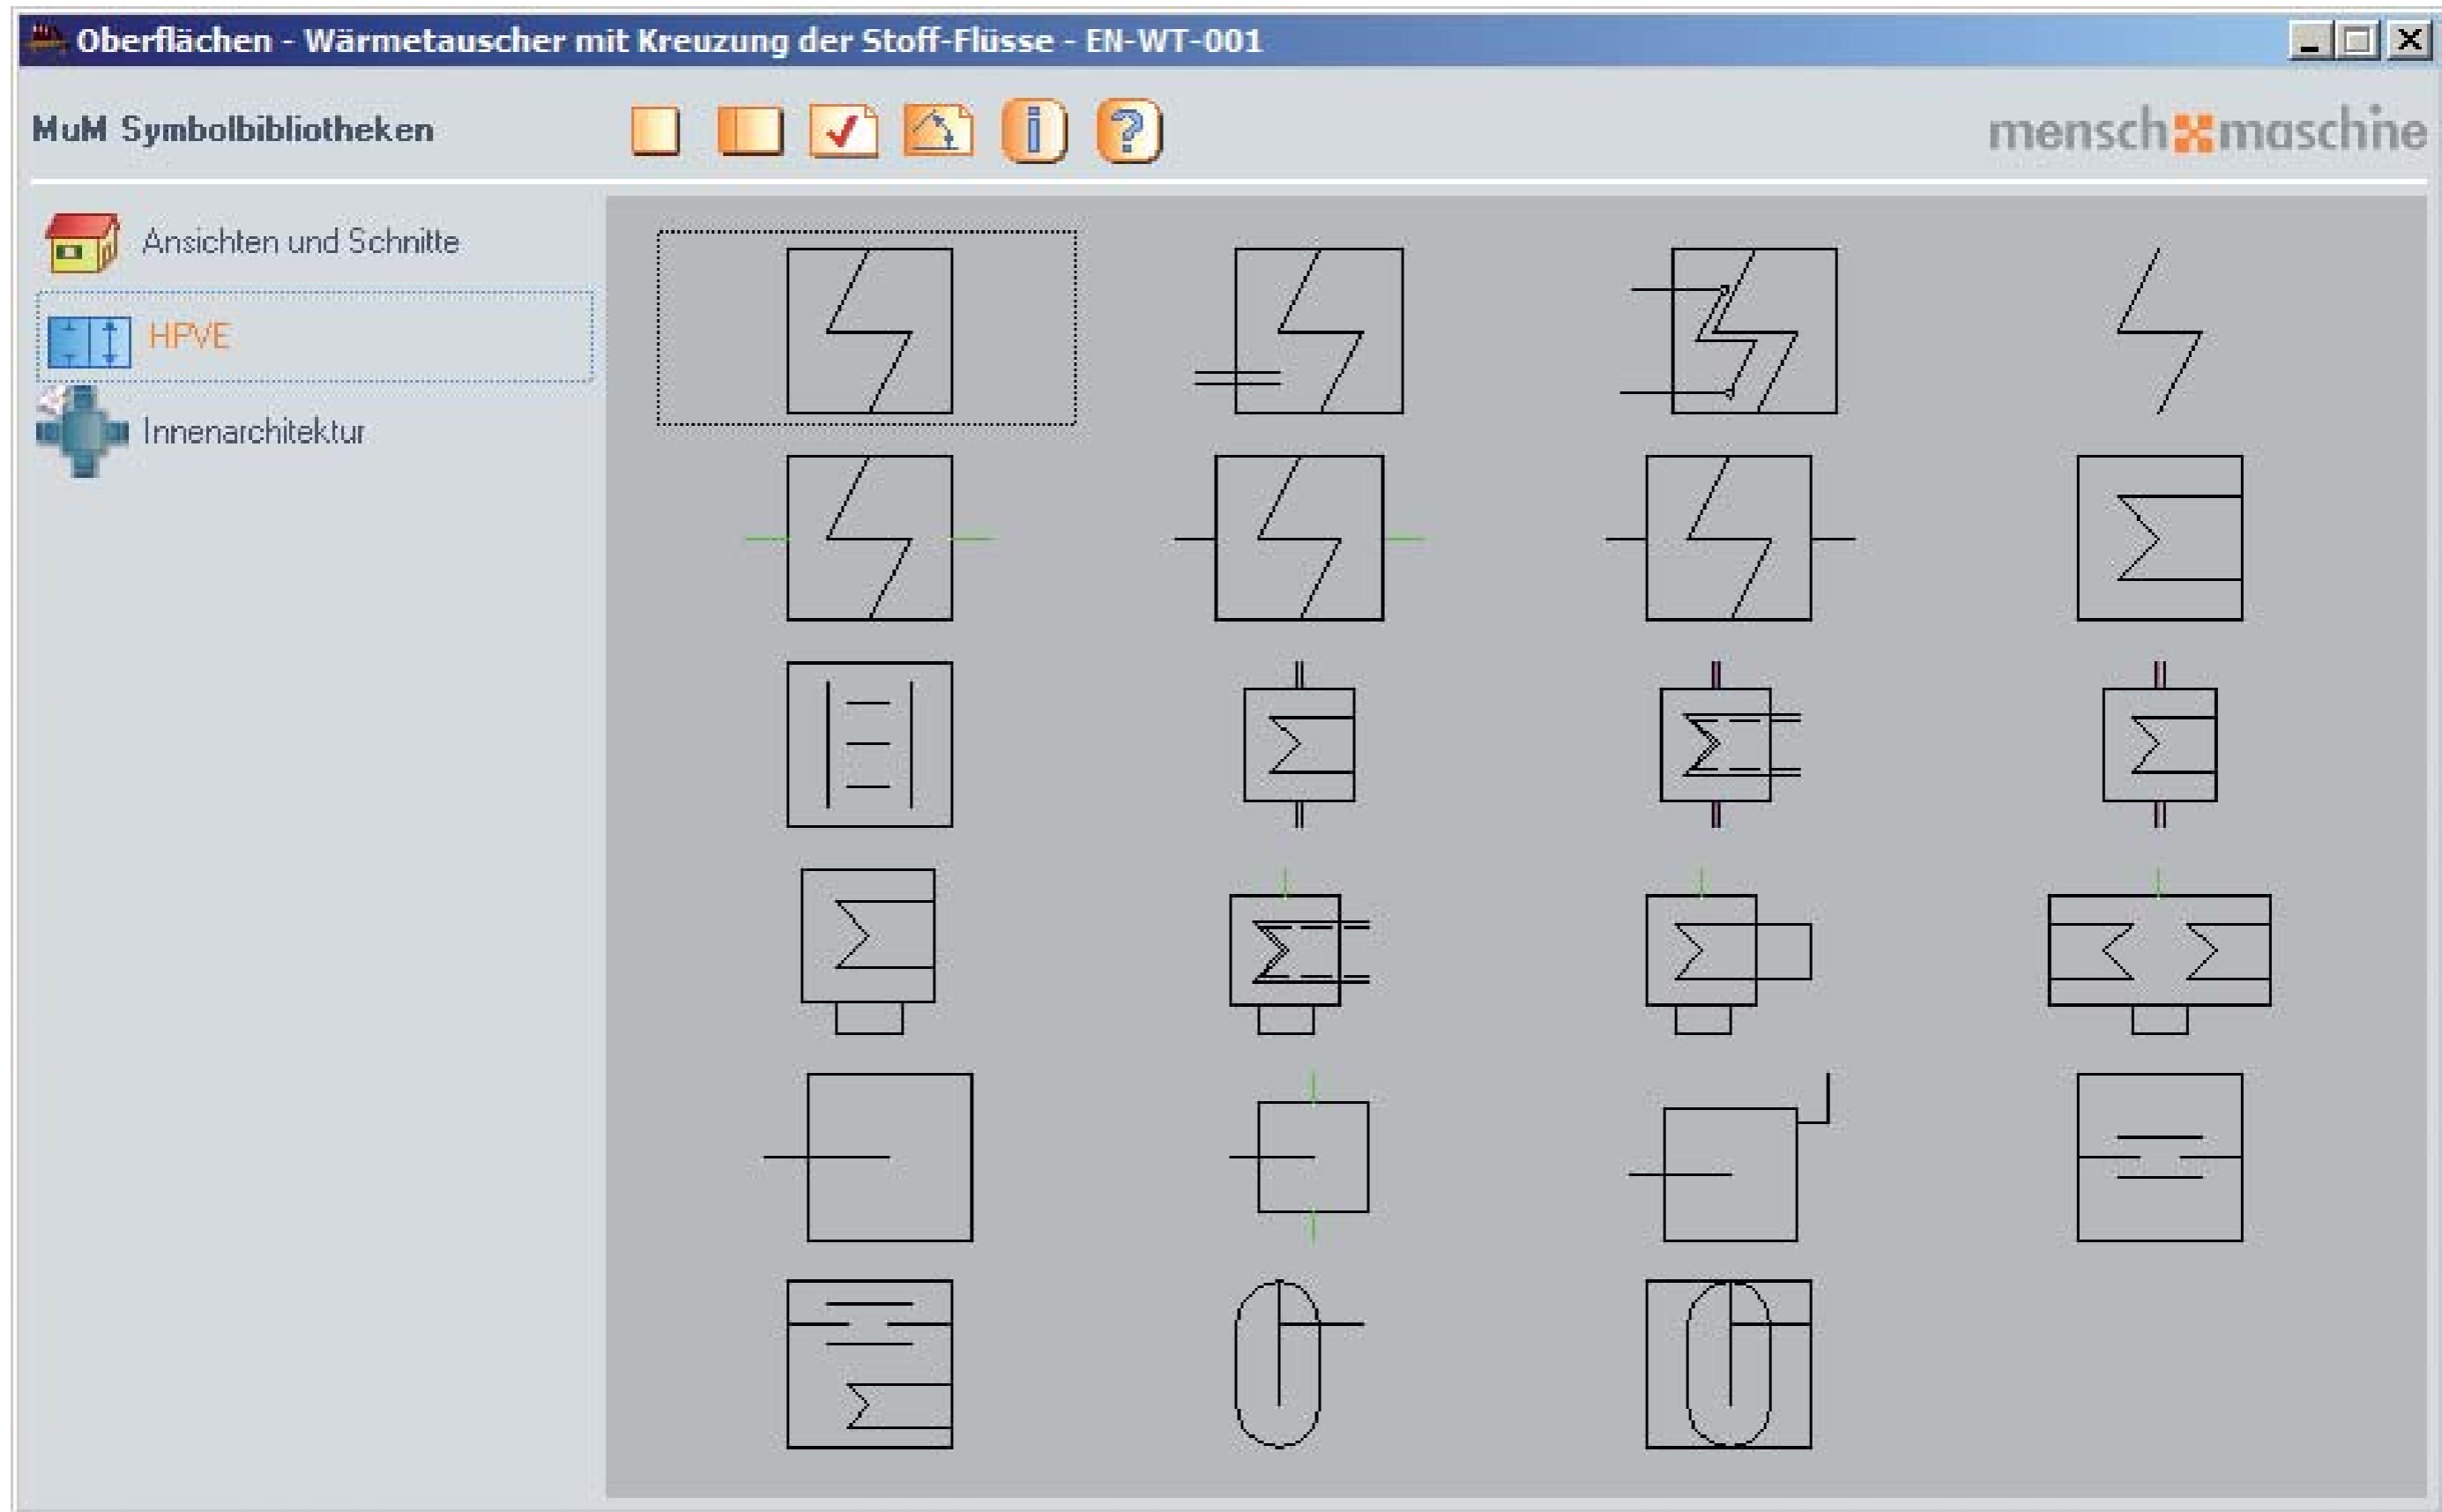 Oberflächen - Wärmetauscher mit Kreuzung der Stoff-Flüsse - EN-WT-001
MuM Symbolbibliotheken
mensch maschine
Ansichten und Schnitte
HPVE
Innenarchitektur